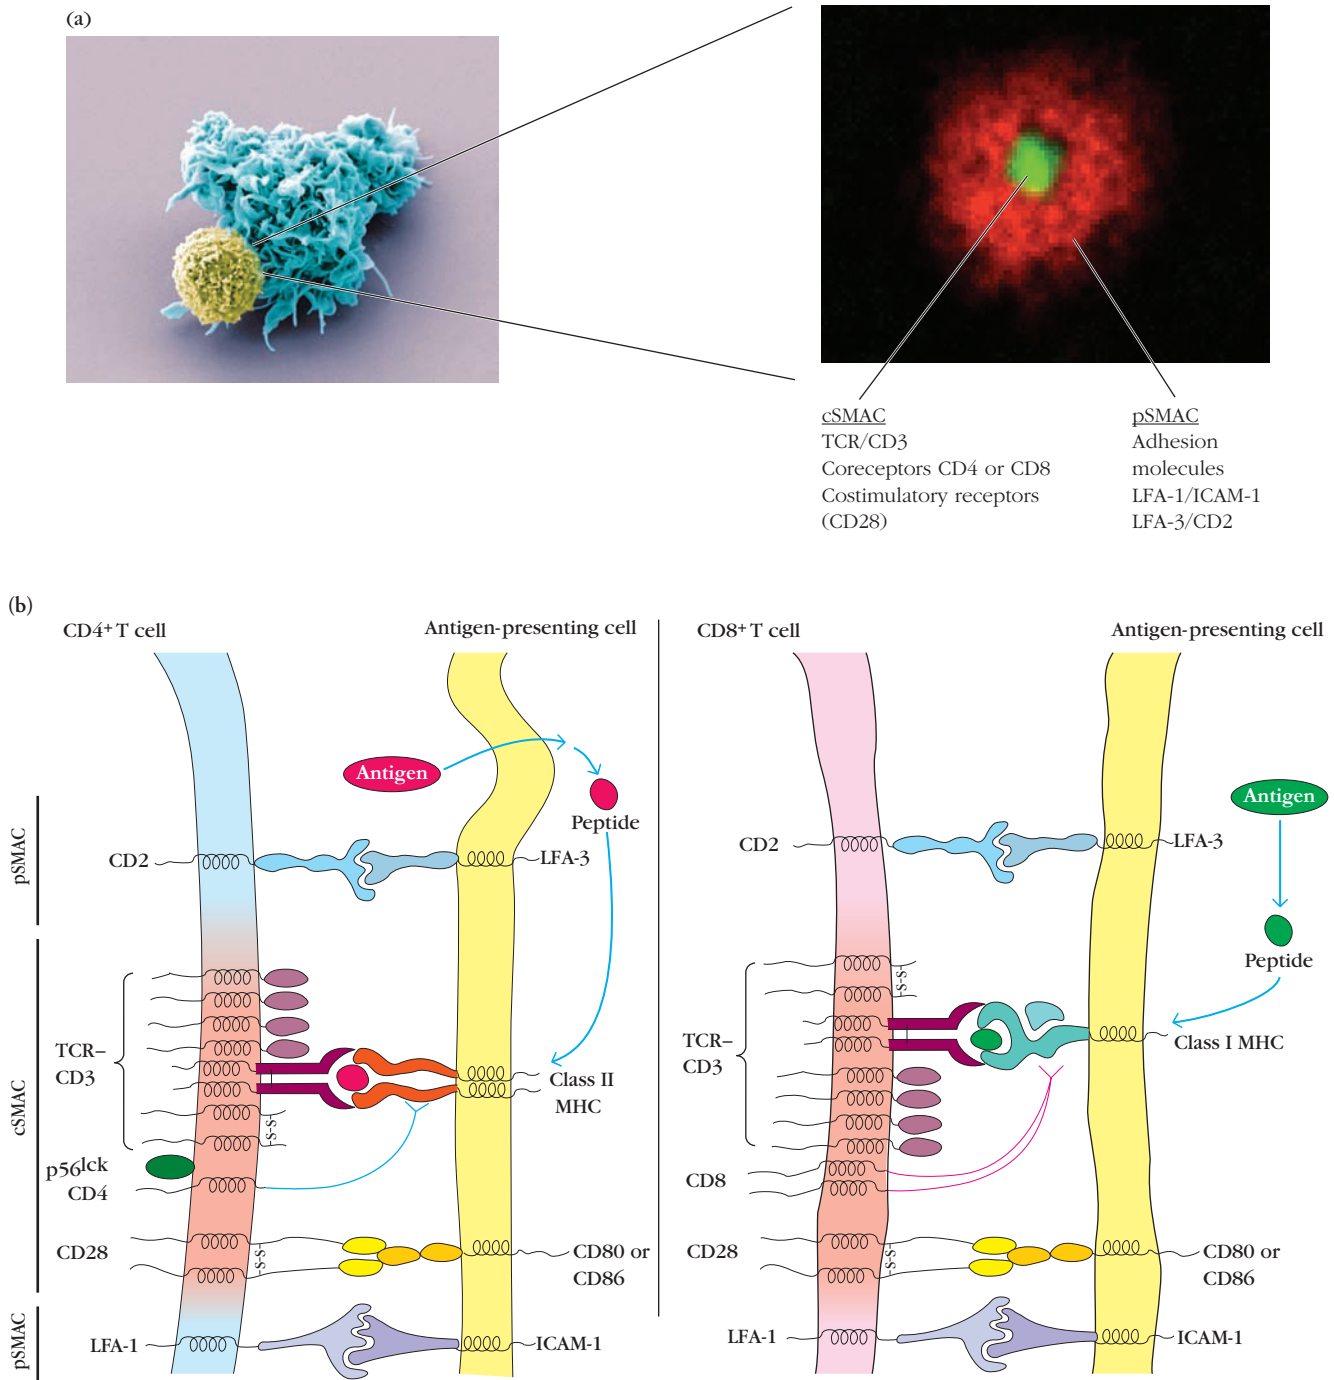 (a)
cSMAC
TCR/CD3
Coreceptors CD4 or CD8
Costimulatory receptors
(CD28)
pSMAC
Adhesion
molecules
LFA-1/ICAM-1
LFA-3/CD2
(b)
CD4+ T cell
Antigen-presenting cell
Antigen
Peptide
pSMAC
CD2
LFA-3
cSMAC
TCR–
CD3
Class II
MHC
-s-s-
p56lck
CD4
CD28
-s-s-
CD80 or
CD86
pSMAC
LFA-1
ICAM-1
CD8+ T cell
Antigen-presenting cell
Antigen
CD2
LFA-3
Peptide
-s-s-
TCR–
CD3
Class I MHC
CD8
CD28
-s-s-
CD80 or
CD86
LFA-1
ICAM-1